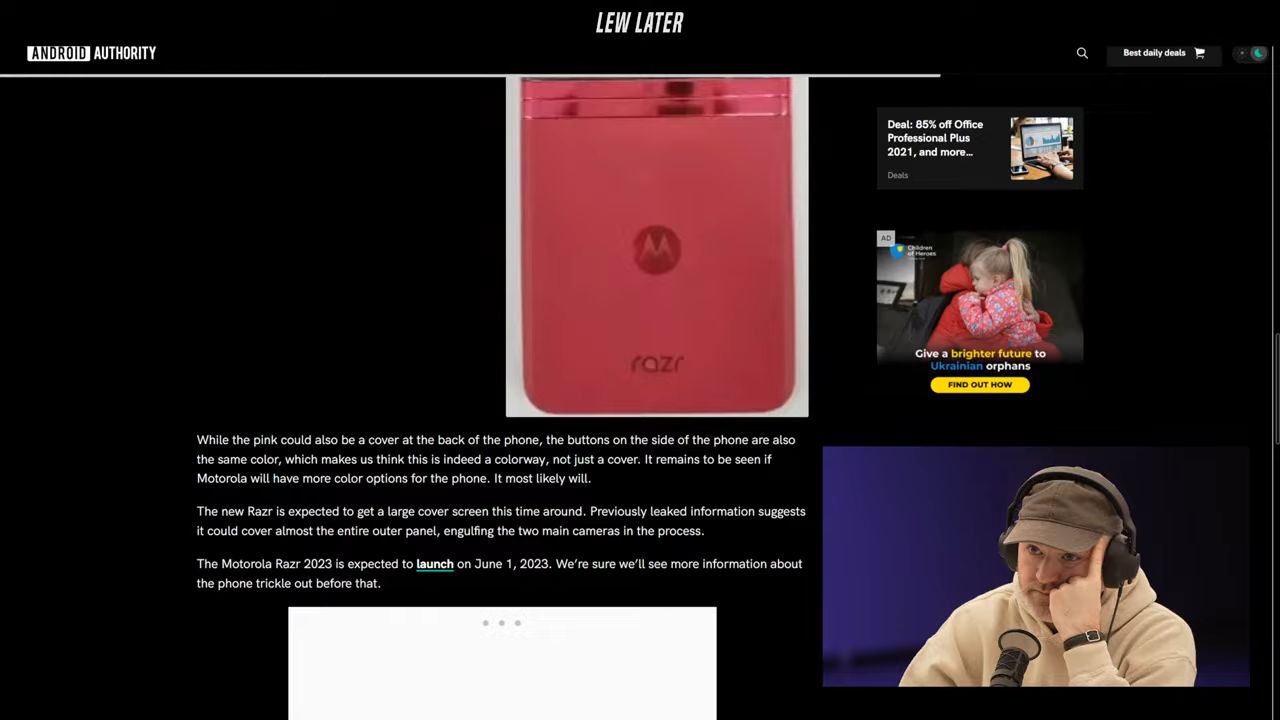 LEW LATER
ANDROID AUTHORITY
Best daily deals
Deal: 85% off Office
Professional Plus
2021, and more...
Deals
AD
Children
of Heroes
Give a brighter future to
Ukrainian orphans
FIND OUT HOW
razr
While the pink could also be a cover at the back of the phone, the buttons on the side of the phone are also
the same color, which makes us think this is indeed a colorway, not just a cover. It remains to be seen if
Motorola will have more color options for the phone. It most likely will.
The new Razr is expected to get a large cover screen this time around. Previously leaked information suggests
it could cover almost the entire outer panel, engulfing the two main cameras in the process.
The Motorola Razr 2023 is expected to launch on June 1, 2023. We're sure we'll see more information about
the phone trickle out before that.